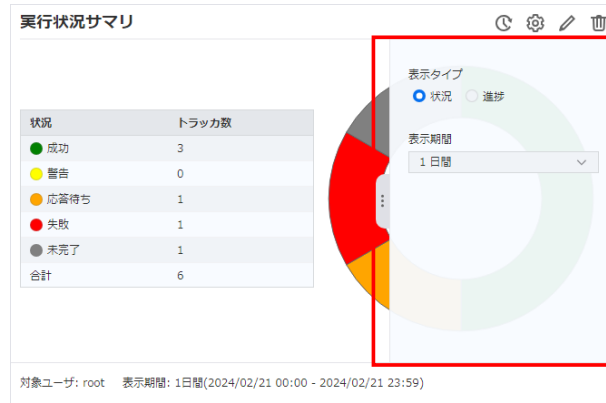 実行状況サマリ
表示タイプ
状況 進捗
表示期間
1 日間
状況 トラッカ数
成功 3
警告 0
応答待ち 1
失敗 1
未完了 1
合計 6
対象ユーザ: root 表示期間: 1日間(2024/02/21 00:00 - 2024/02/21 23:59)